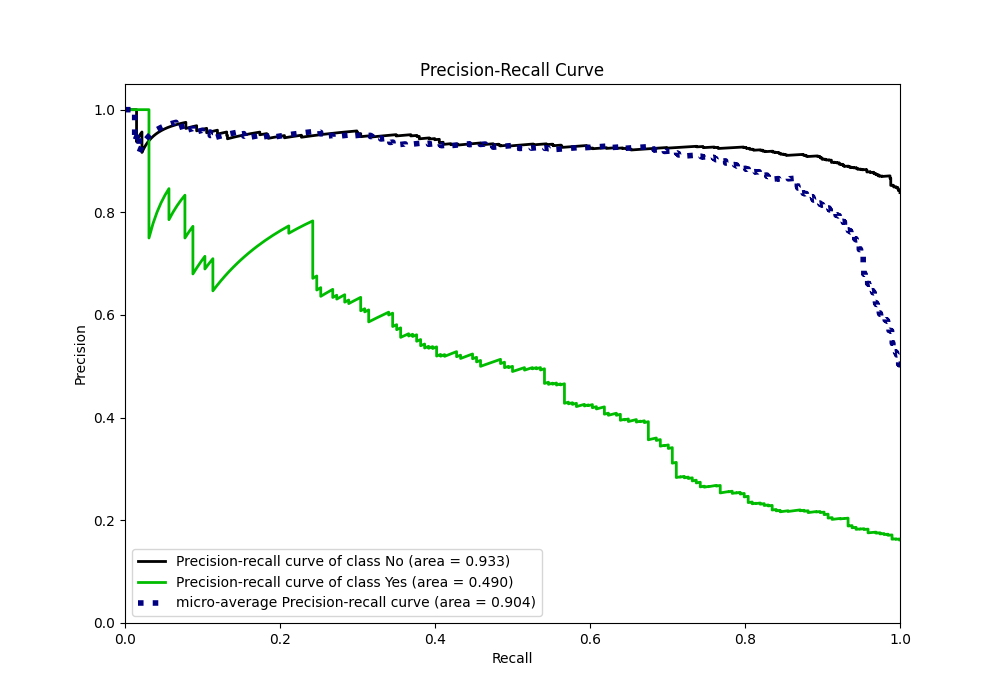 Precision-Recall Curve
1.0
0.8
0.6
0.4
0.2
0.0
Precision
Precision-recall curve of class No (area = 0.933)
Precision-recall curve of class Yes (area = 0.490)
micro-average Precision-recall curve (area = 0.904)
0.0 0.2 0.4 0.6 0.8 1.0
Recall